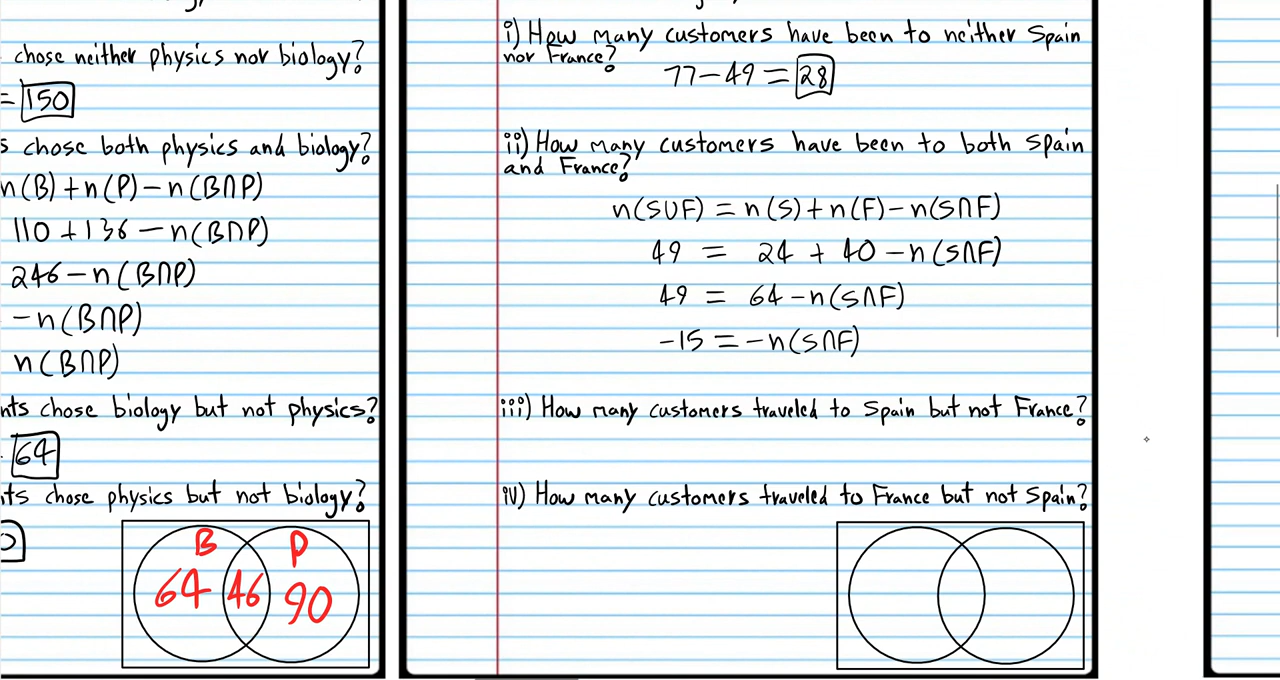 chose neither physics nor biology?
= 150
s chose both physics and biology?
n(B)+n(P)-n(B∩P)
110 + 136 - n(B∩P)
246 - n(B∩P)
-n(B∩P)
n(B∩P)
nts chose biology but not physics?
64
nts chose physics but not biology?
B P
64 46 90
i) How many customers have been to neither Spain
nor France?
77-49 = 28
ii) How many customers have been to both Spain
and France?
n(S∪F) = n(S)+n(F)-n(S∩F)
49 = 24 + 40 - n(S∩F)
49 = 64 - n(S∩F)
-15 = -n(S∩F)
iii) How many customers traveled to Spain but not France?
iv) How many customers traveled to France but not Spain?